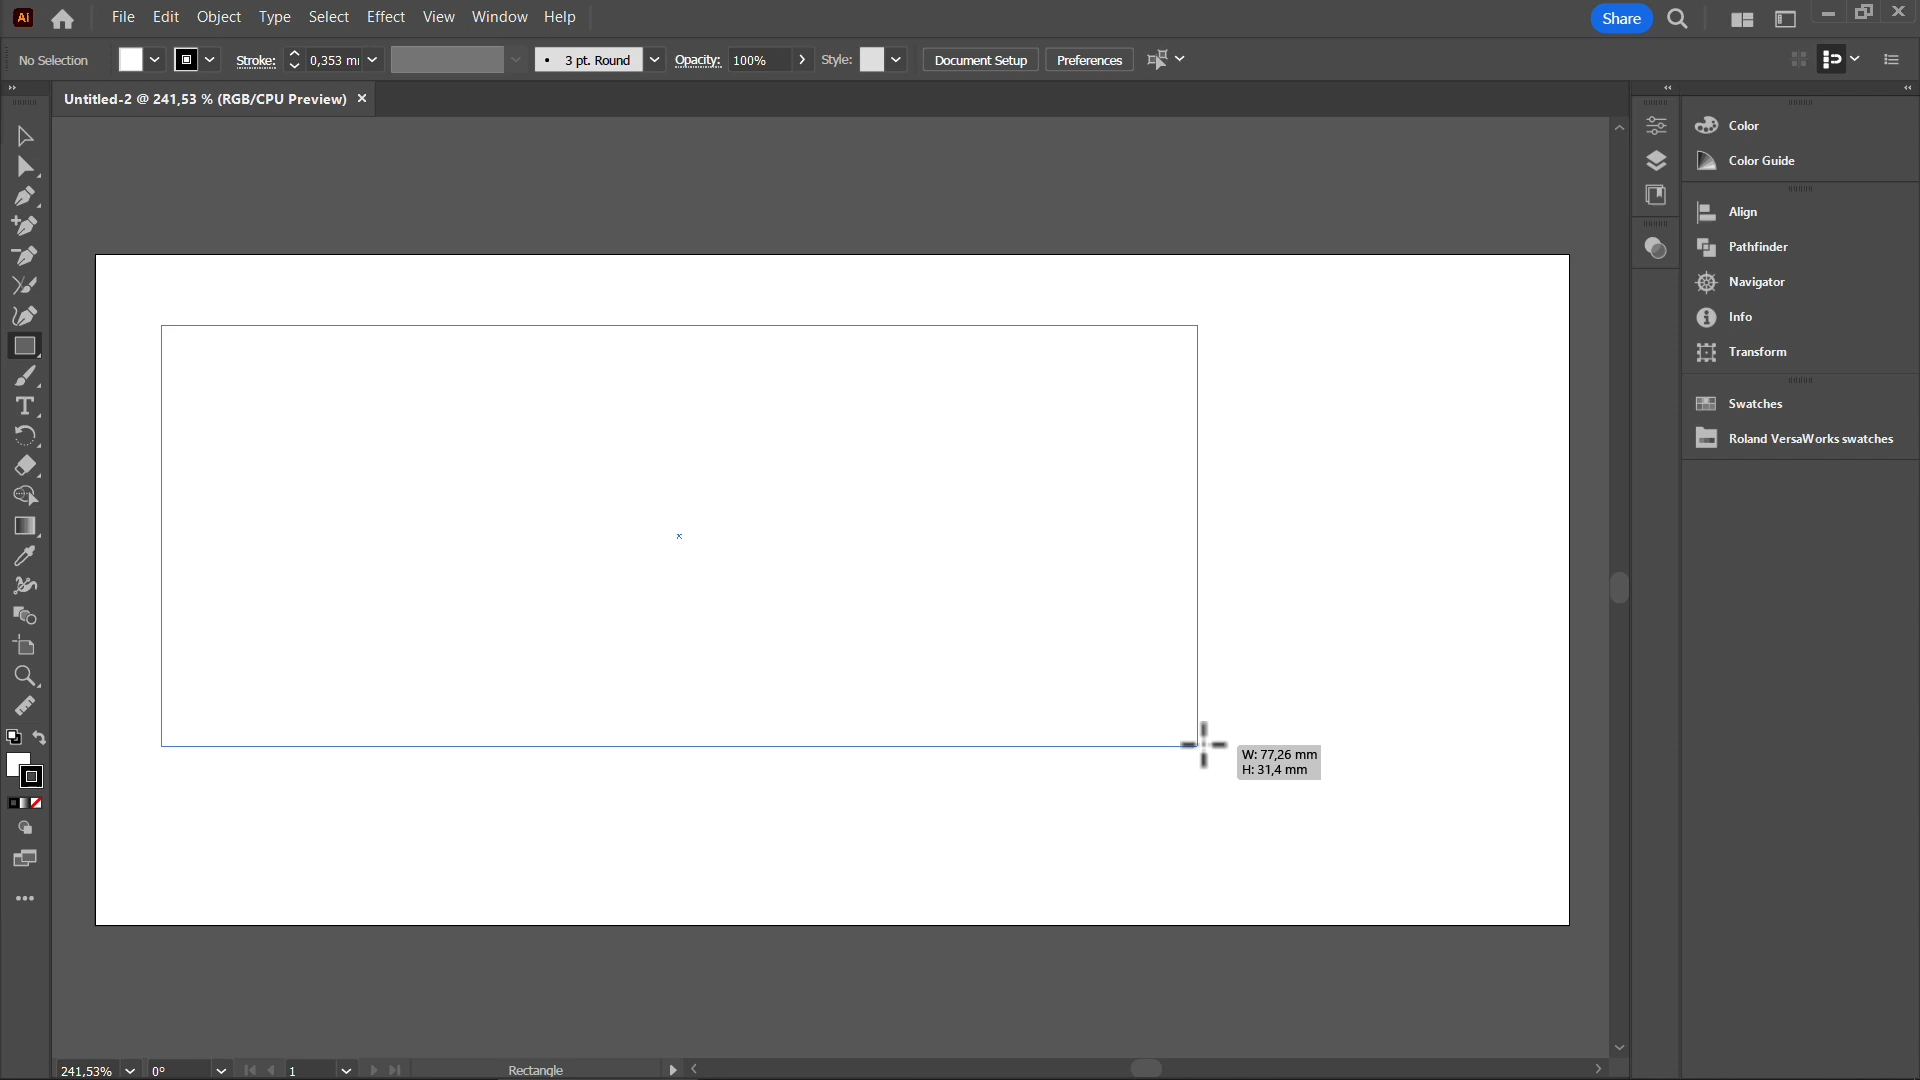 Ai File Edit Object Type Select Effect View Window Help Share
No Selection Stroke: 0,353 m 3 pt. Round Opacity: 100% Style: Document Setup Preferences
Untitled-2 @ 241,53 % (RGB/CPU Preview)
Color
Color Guide
Align
Pathfinder
Navigator
Info
Transform
Swatches
Roland VersaWorks swatches
W: 77,26 mm
H: 31,4 mm
241,53% 0° 1 Rectangle